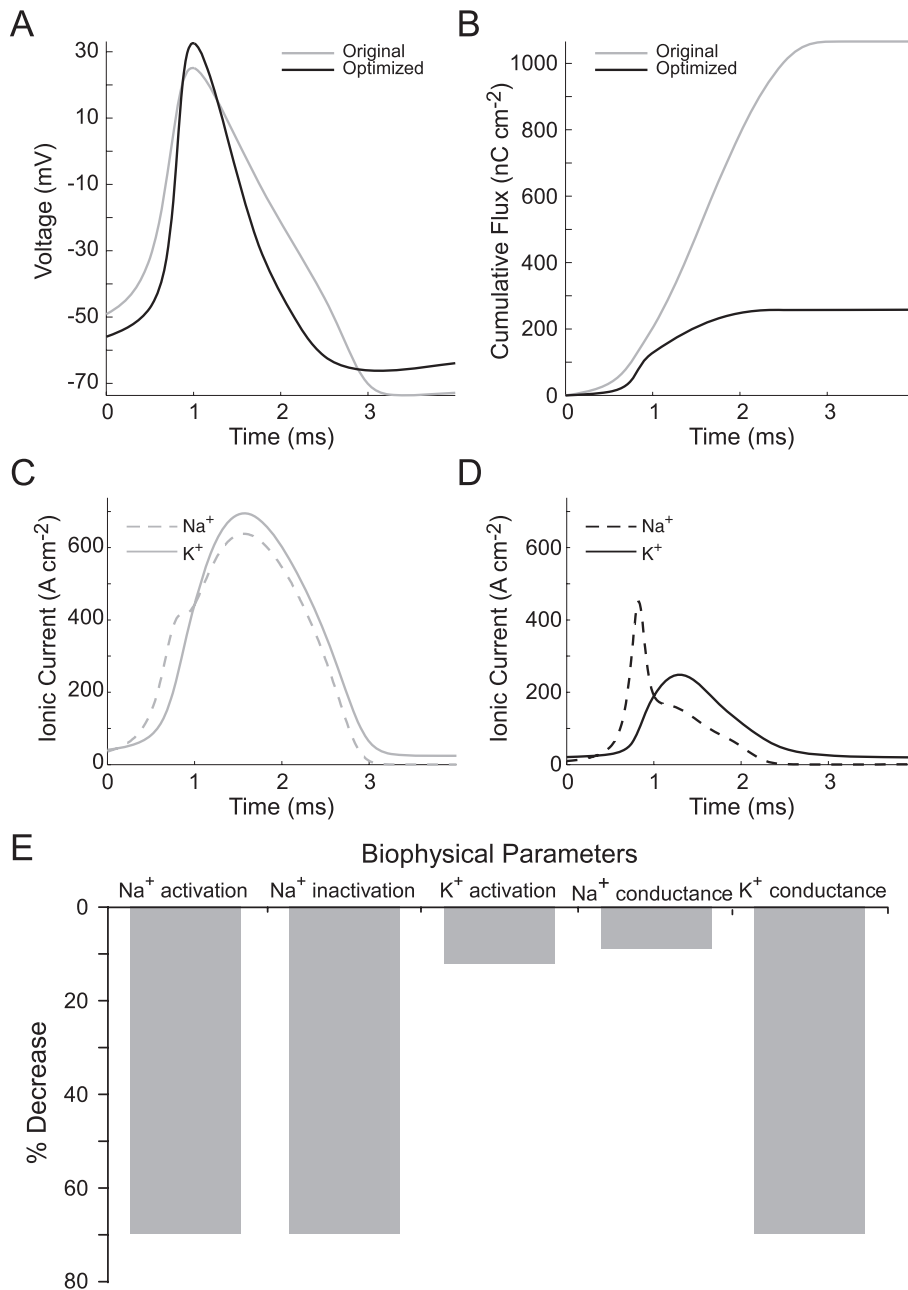 A
Voltage (mV)
30
10
-10
-30
-50
-70
0
1
2
3
Time (ms)
Original
Optimized
B
Cumulative Flux (nC cm-2)
1000
800
600
400
200
0
0
1
2
3
Time (ms)
Original
Optimized
C
Ionic Current (A cm-2)
600
400
200
0
0
1
2
3
Time (ms)
Na+
K+
D
Ionic Current (A cm-2)
600
400
200
0
0
1
2
3
Time (ms)
Na+
K+
E
Biophysical Parameters
Na+ activation
Na+ inactivation
K+ activation
Na+ conductance
K+ conductance
% Decrease
0
20
40
60
80